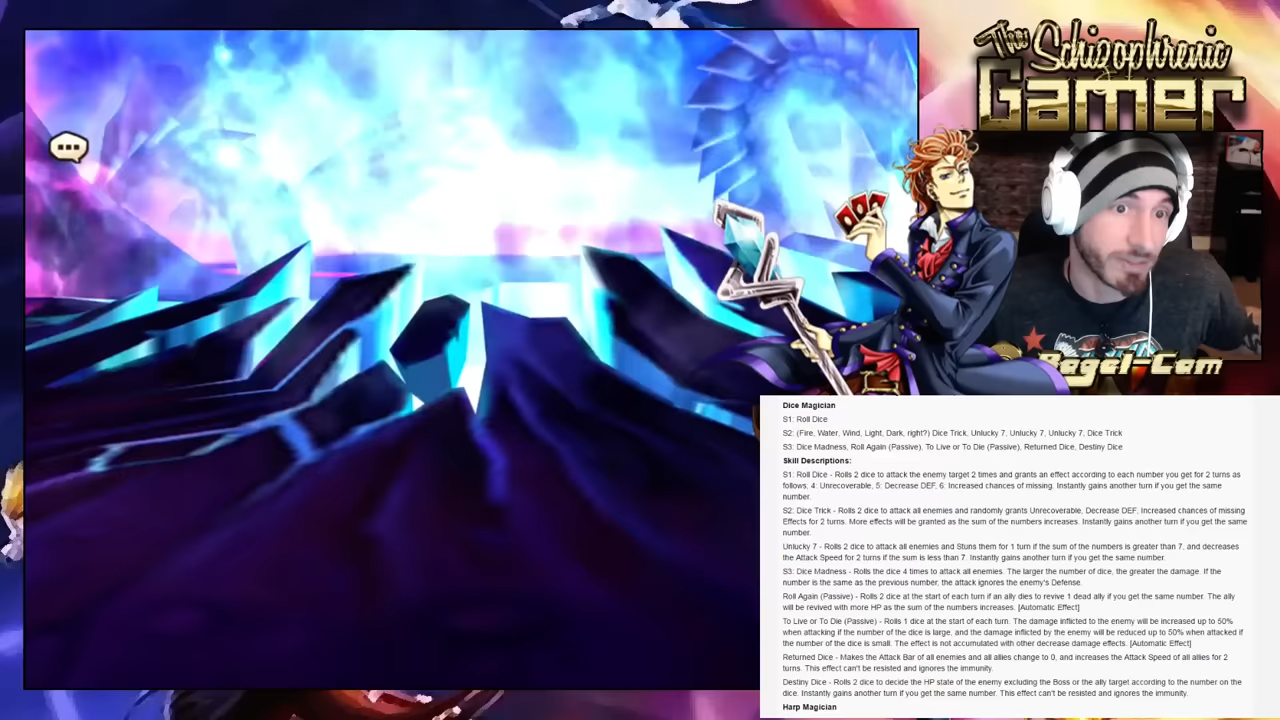 The
Schizophrenic
Gamer
Bagel-Cam
Dice Magician
S1: Roll Dice
S2: (Fire, Water, Wind, Light, Dark, right?) Dice Trick, Unlucky 7, Unlucky 7, Unlucky 7, Dice Trick
S3: Dice Madness, Roll Again (Passive), To Live or To Die (Passive), Returned Dice, Destiny Dice
Skill Descriptions:
S1: Roll Dice - Rolls 2 dice to attack the enemy target 2 times and grants an effect according to each number you get for 2 turns as
follows; 4: Unrecoverable, 5: Decrease DEF, 6: Increased chances of missing. Instantly gains another turn if you get the same
number.
S2: Dice Trick - Rolls 2 dice to attack all enemies and randomly grants Unrecoverable, Decrease DEF, Increased chances of missing
Effects for 2 turns. More effects will be granted as the sum of the numbers increases. Instantly gains another turn if you get the same
number.
Unlucky 7 - Rolls 2 dice to attack all enemies and Stuns them for 1 turn if the sum of the numbers is greater than 7, and decreases
the Attack Speed for 2 turns if the sum is less than 7. Instantly gains another turn if you get the same number.
S3: Dice Madness - Rolls the dice 4 times to attack all enemies. The larger the number of dice, the greater the damage. If the
number is the same as the previous number, the attack ignores the enemy's Defense.
Roll Again (Passive) - Rolls 2 dice at the start of each turn if an ally dies to revive 1 dead ally if you get the same number. The ally
will be revived with more HP as the sum of the numbers increases. [Automatic Effect]
To Live or To Die (Passive) - Rolls 1 dice at the start of each turn. The damage inflicted to the enemy will be increased up to 50%
when attacking if the number of the dice is large, and the damage inflicted by the enemy will be reduced up to 50% when attacked if
the number of the dice is small. The effect is not accumulated with other decrease damage effects. [Automatic Effect]
Returned Dice - Makes the Attack Bar of all enemies and all allies change to 0, and increases the Attack Speed of all allies for 2
turns. This effect can't be resisted and ignores the immunity.
Destiny Dice - Rolls 2 dice to decide the HP state of the enemy excluding the Boss or the ally target according to the number on the
dice. Instantly gains another turn if you get the same number. This effect can't be resisted and ignores the immunity.
Harp Magician